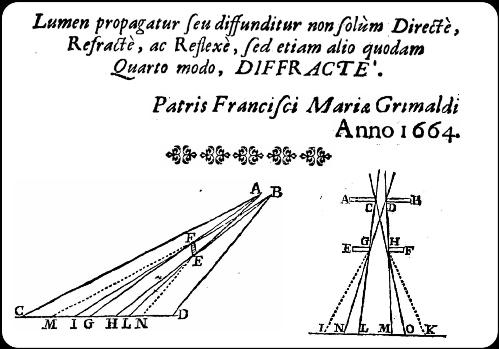 Lumen propagatur ſeu diffunditur non ſolùm Directè,
Refractè, ac Reflexè, ſed etiam alio quodam
Quarto modo, DIFFRACTÈ.
Patris Franciſci Maria Grimaldi
Anno 1664.
A B
F
E
C M I G H L N D
A C D B
E G H F
I N L M O K